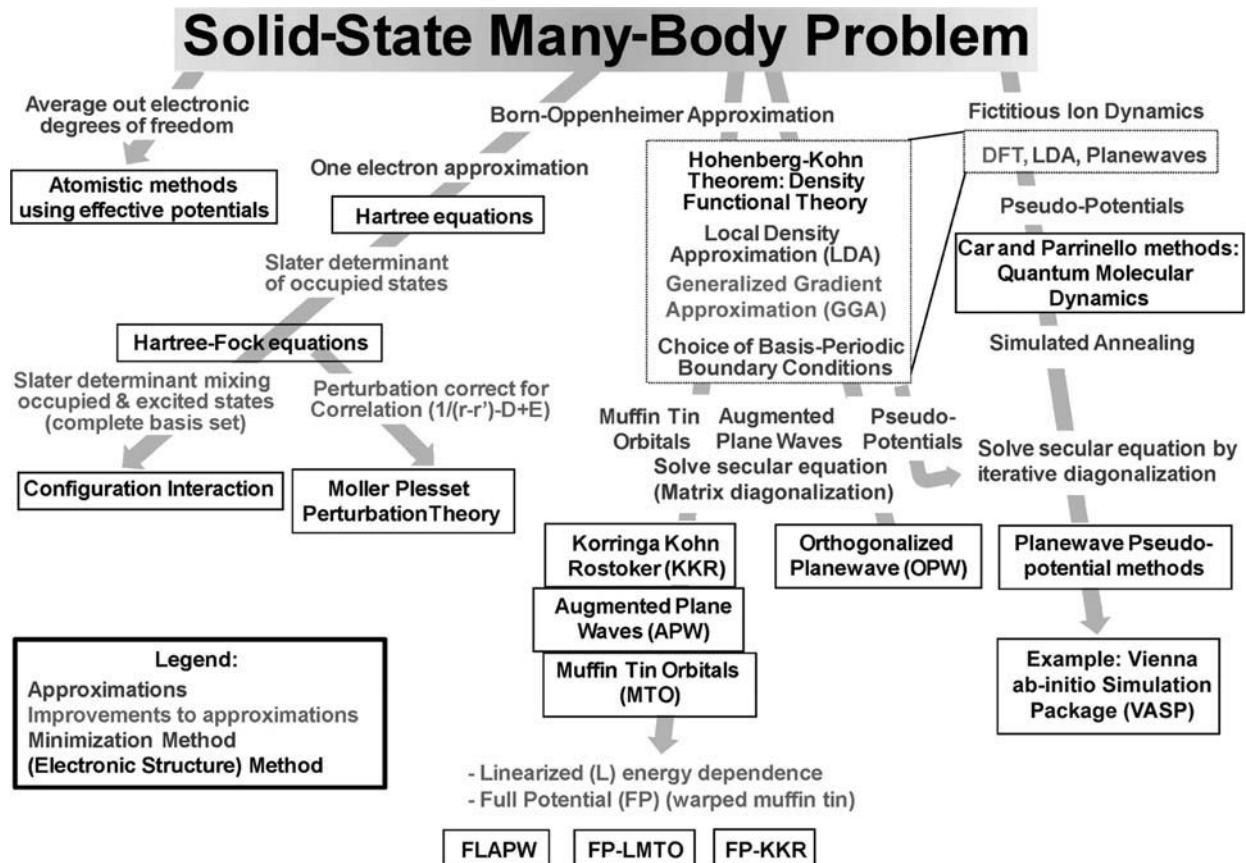 Solid-State Many-Body Problem
Average out electronic
degrees of freedom
Atomistic methods
using effective potentials
Born-Oppenheimer Approximation
One electron approximation
Hartree equations
Slater determinant
of occupied states
Hartree-Fock equations
Slater determinant mixing
occupied & excited states
(complete basis set)
Perturbation correct for
Correlation (1/(r-r')-D+E)
Configuration Interaction
Moller Plesset
Perturbation Theory
Hohenberg-Kohn
Theorem: Density
Functional Theory
Local Density
Approximation (LDA)
Generalized Gradient
Approximation (GGA)
Choice of Basis-Periodic
Boundary Conditions
Fictitious Ion Dynamics
DFT, LDA, Planewaves
Pseudo-Potentials
Car and Parrinello methods:
Quantum Molecular
Dynamics
Simulated Annealing
Muffin Tin
Orbitals
Augmented
Plane Waves
Pseudo-
Potentials
Solve secular equation
(Matrix diagonalization)
Solve secular equation by
iterative diagonalization
Korringa Kohn
Rostoker (KKR)
Augmented Plane
Waves (APW)
Muffin Tin Orbitals
(MTO)
Orthogonalized
Planewave (OPW)
Planewave Pseudo-
potential methods
Example: Vienna
ab-initio Simulation
Package (VASP)
Legend:
Approximations
Improvements to approximations
Minimization Method
(Electronic Structure) Method
- Linearized (L) energy dependence
- Full Potential (FP) (warped muffin tin)
FLAPW
FP-LMTO
FP-KKR